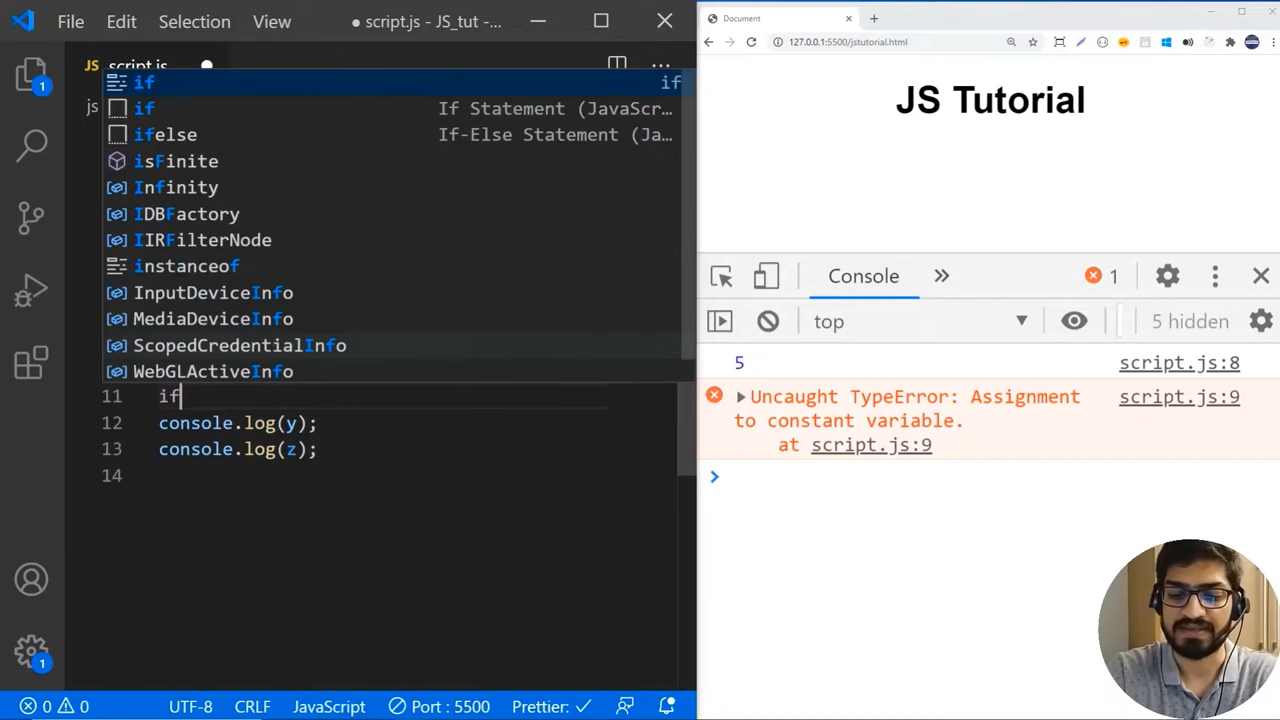 File Edit Selection View
script.js - JS_tut -...
JS script.js
js
if if
if If Statement (JavaScr...
ifelse If-Else Statement (Ja...
isFinite
Infinity
IDBFactory
IIRFilterNode
instanceof
InputDeviceInfo
MediaDeviceInfo
ScopedCredentialInfo
WebGLActiveInfo
11 if
12 console.log(y);
13 console.log(z);
14
1
1
0 0 UTF-8 CRLF JavaScript Port : 5500 Prettier:
Document
127.0.0.1:5500/jstutorial.html
JS Tutorial
Console 1
top 5 hidden
5 script.js:8
Uncaught TypeError: Assignment script.js:9
to constant variable.
at script.js:9